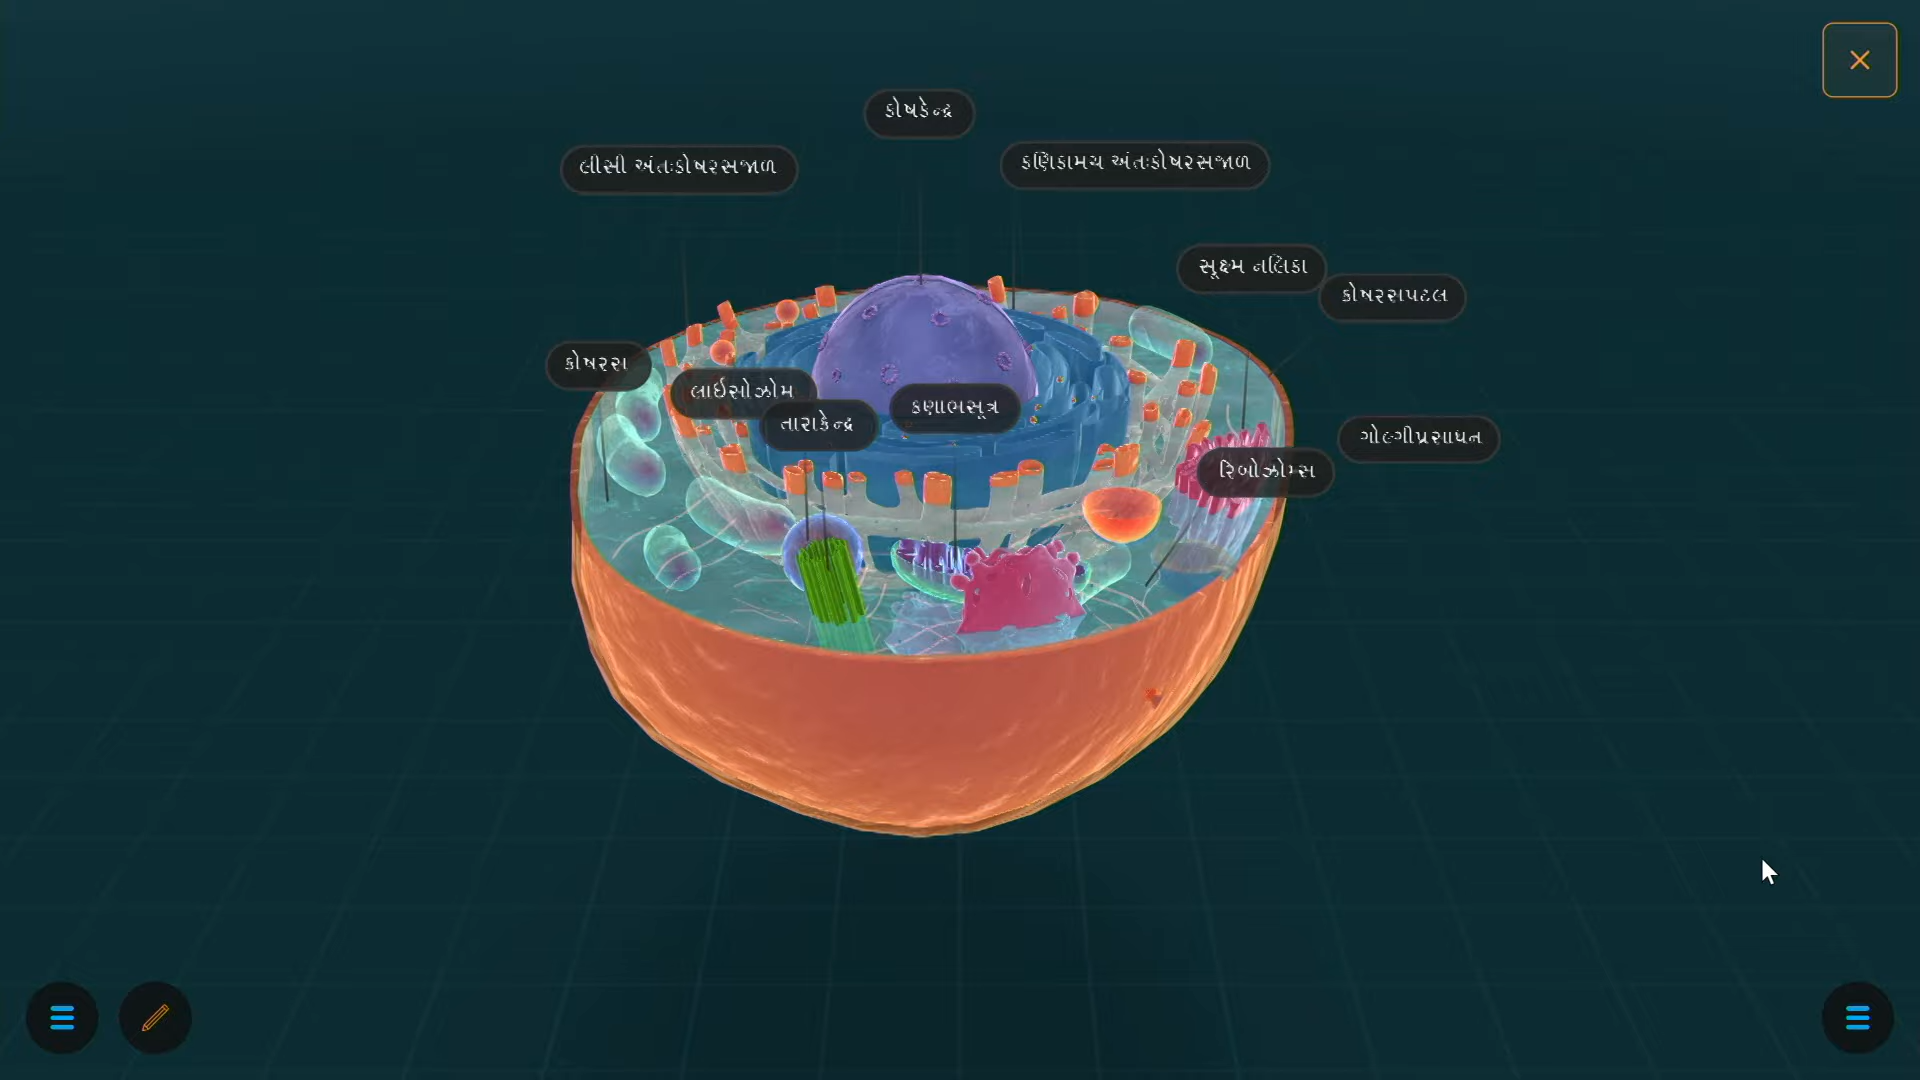 કોષકેન્દ્ર
લીસી અંતઃકોષરસજાળ
કણિકામય અંતઃકોષરસજાળ
સૂક્ષ્મ નલિકા
કોષરસપટલ
કોષરસ
લાઈસોઝોમ
કણાભસૂત્ર
તારાકેન્દ્ર
ગોલ્ગીપ્રસાધન
રિબોઝોમ્સ